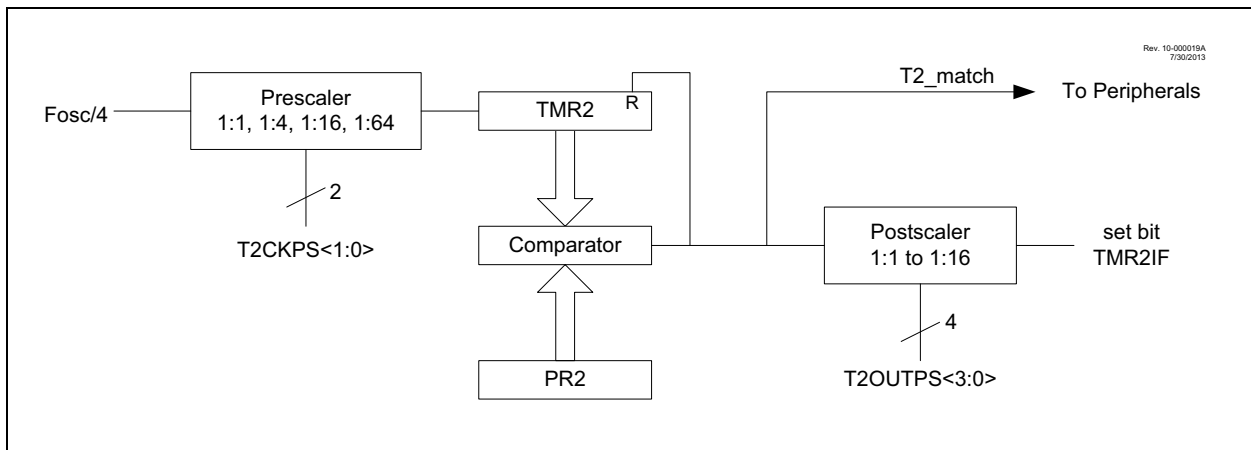 Rev. 10-000019A
7/30/2013
T2_match
To Peripherals
Fosc/4
Prescaler
1:1, 1:4, 1:16, 1:64
TMR2
R
2
T2CKPS<1:0>
Comparator
Postscaler
1:1 to 1:16
set bit
TMR2IF
4
T2OUTPS<3:0>
PR2